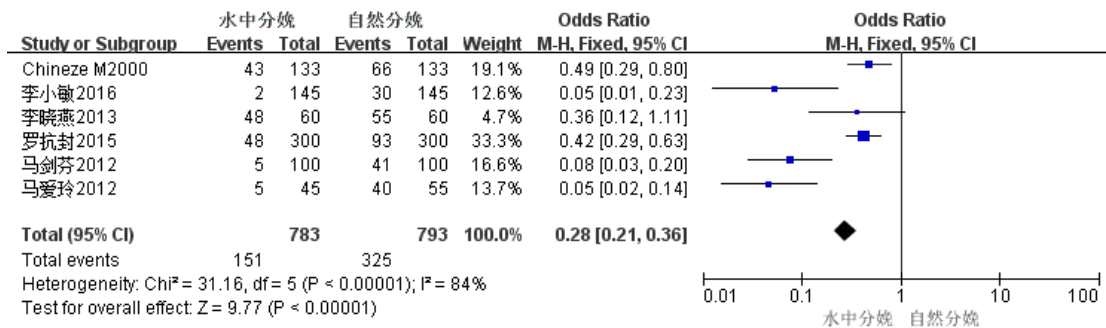 水中分娩 自然分娩 Odds Ratio Odds Ratio
Study or Subgroup Events Total Events Total Weight M-H, Fixed, 95% CI M-H, Fixed, 95% CI
Chineze M2000 43 133 66 133 19.1% 0.49 [0.29, 0.80]
李小敏2016 2 145 30 145 12.6% 0.05 [0.01, 0.23]
李晓燕2013 48 60 55 60 4.7% 0.36 [0.12, 1.11]
罗抗封2015 48 300 93 300 33.3% 0.42 [0.29, 0.63]
马剑芬2012 5 100 41 100 16.6% 0.08 [0.03, 0.20]
马爱玲2012 5 45 40 55 13.7% 0.05 [0.02, 0.14]
Total (95% CI) 783 793 100.0% 0.28 [0.21, 0.36]
Total events 151 325
Heterogeneity: Chi² = 31.16, df = 5 (P < 0.00001); I² = 84%
Test for overall effect: Z = 9.77 (P < 0.00001)
0.01 0.1 1 10 100
水中分娩 自然分娩